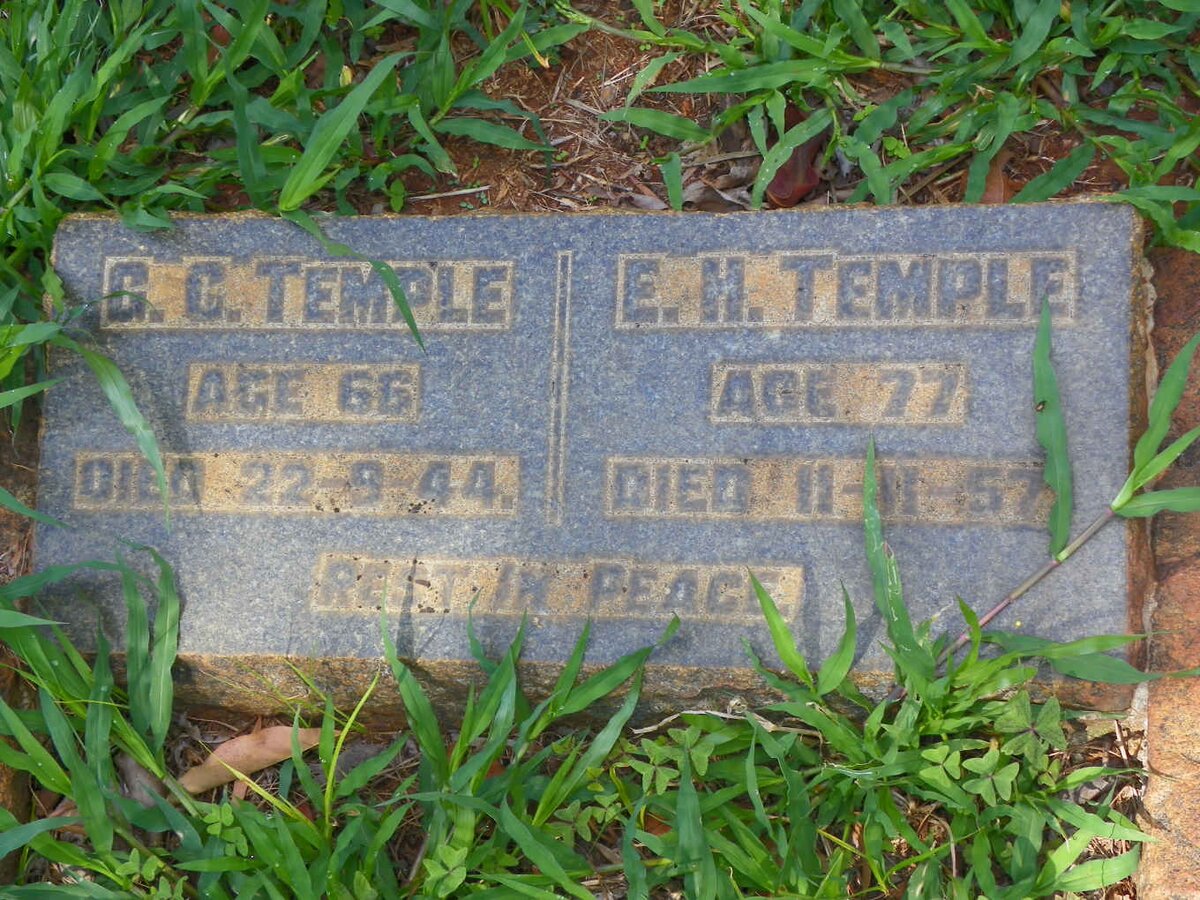 C. C. TEMPLE
AGE 66
DIED 22-9-44.
E. H. TEMPLE
AGE 77
DIED 11-11-57
REST IN PEACE